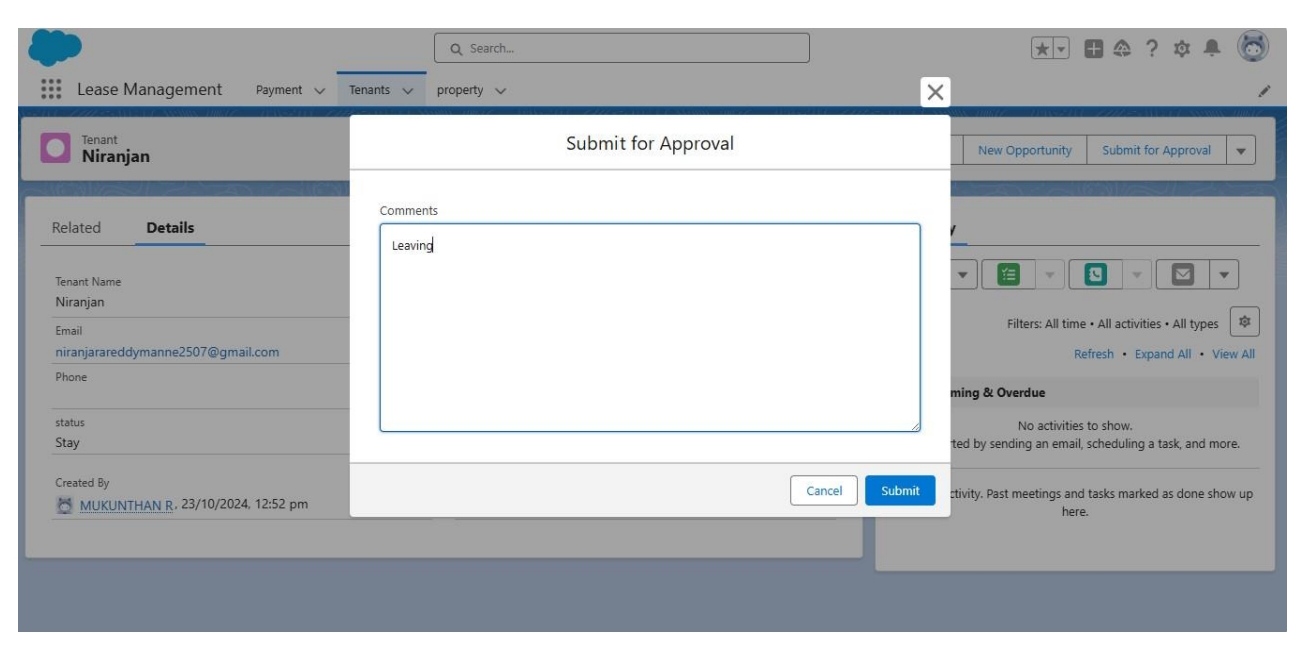 Search...
Lease Management Payment Tenants property
Tenant
Niranjan
Submit for Approval
New Opportunity Submit for Approval
Related Details
Comments
Leaving
Tenant Name
Niranjan
Email
niranjarareddymanne2507@gmail.com
Phone
status
Stay
Created By
MUKUNTHAN R, 23/10/2024, 12:52 pm
Cancel Submit
Filters: All time • All activities • All types
Refresh • Expand All • View All
& Overdue
No activities to show.
by sending an email, scheduling a task, and more.
Past meetings and tasks marked as done show up
here.